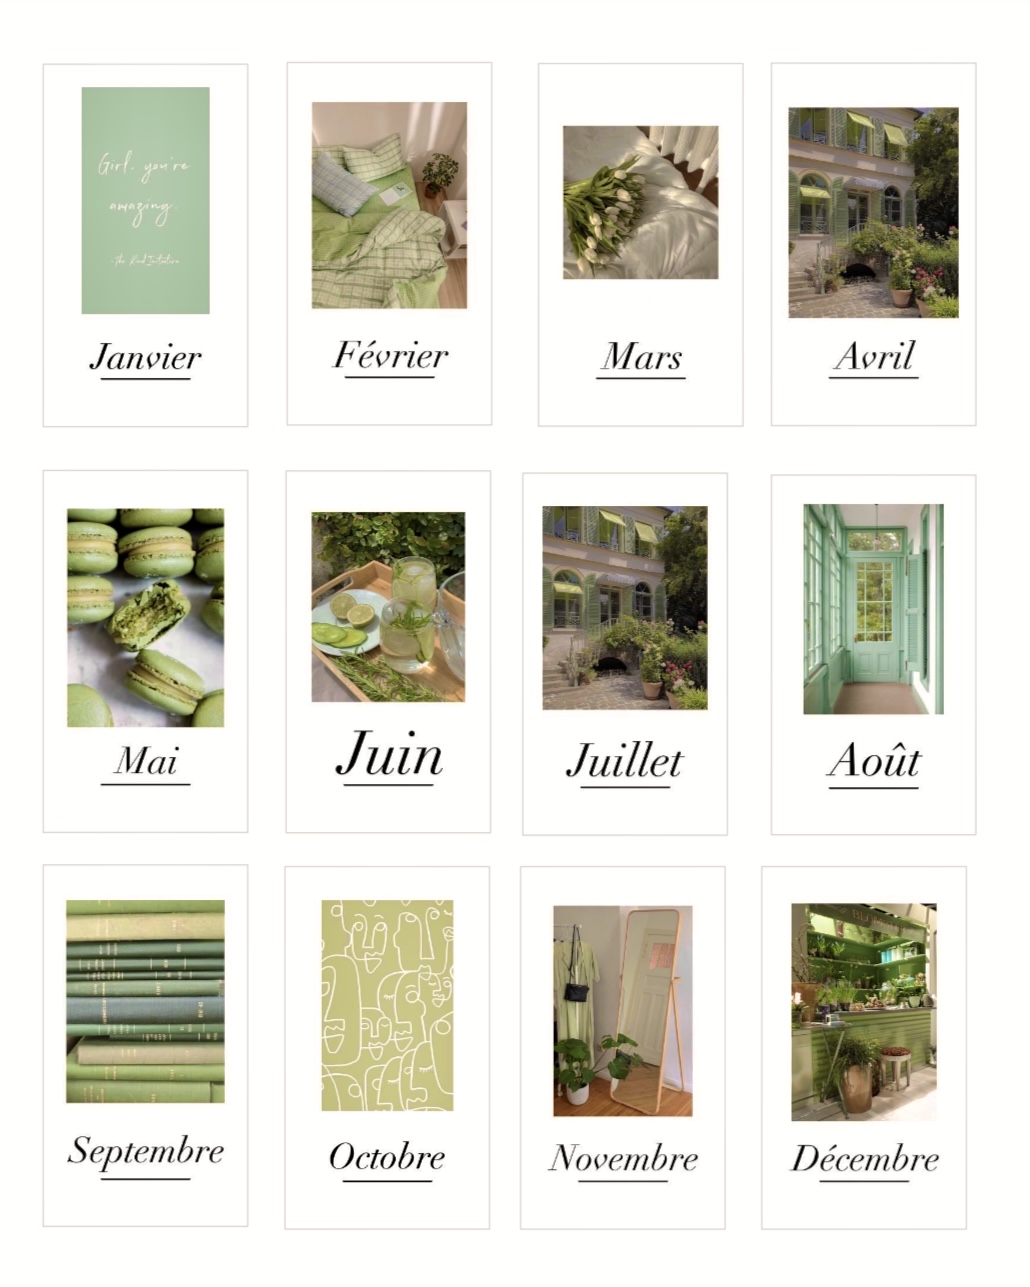 Girl, you're
amazing.
-The Kind Initiative
Janvier
Février
Mars
Avril
Mai
Juin
Juillet
Août
Septembre
Octobre
Novembre
Décembre